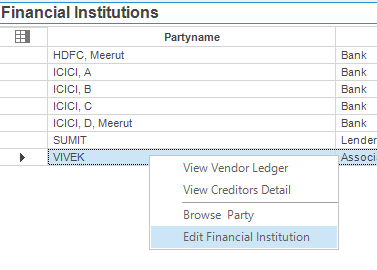 Financial Institutions
Partyname
HDFC, Meerut Bank
ICICI, A Bank
ICICI, B Bank
ICICI, C Bank
ICICI, D, Meerut Bank
SUMIT Lender
VIVEK Associ
View Vendor Ledger
View Creditors Detail
Browse Party
Edit Financial Institution